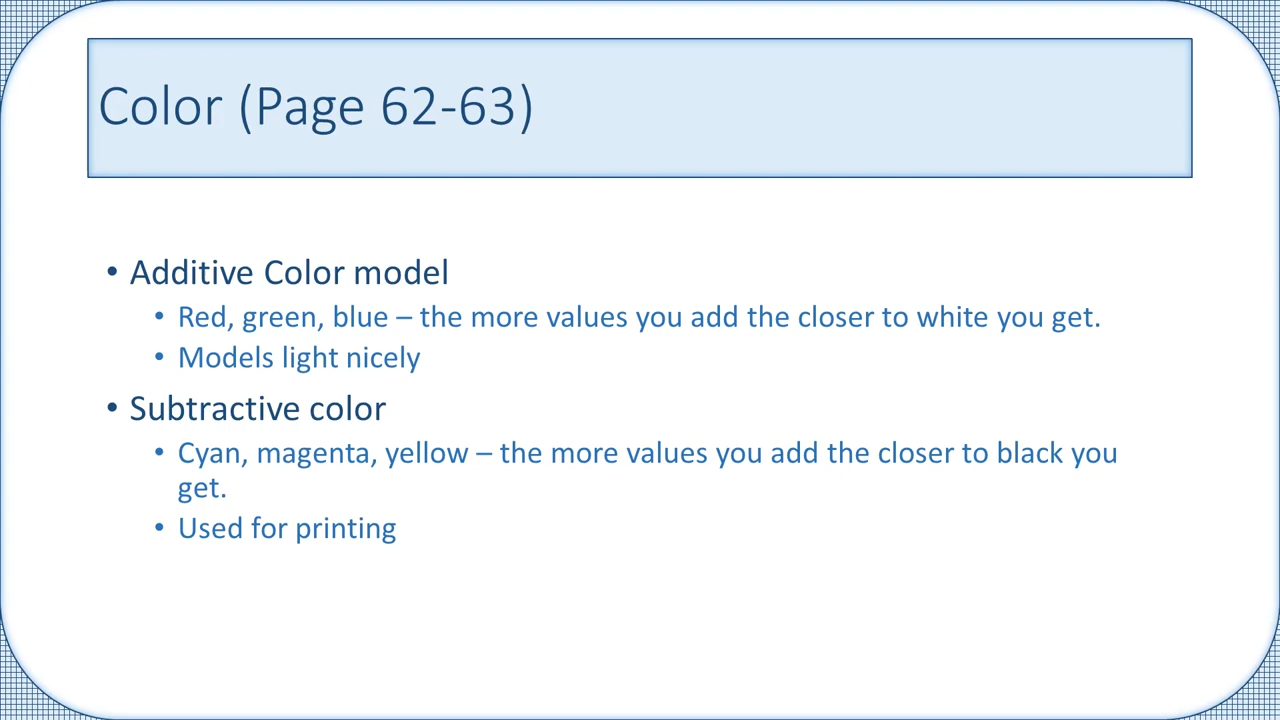 Color (Page 62-63)
• Additive Color model
• Red, green, blue – the more values you add the closer to white you get.
• Models light nicely
• Subtractive color
• Cyan, magenta, yellow – the more values you add the closer to black you
get.
• Used for printing